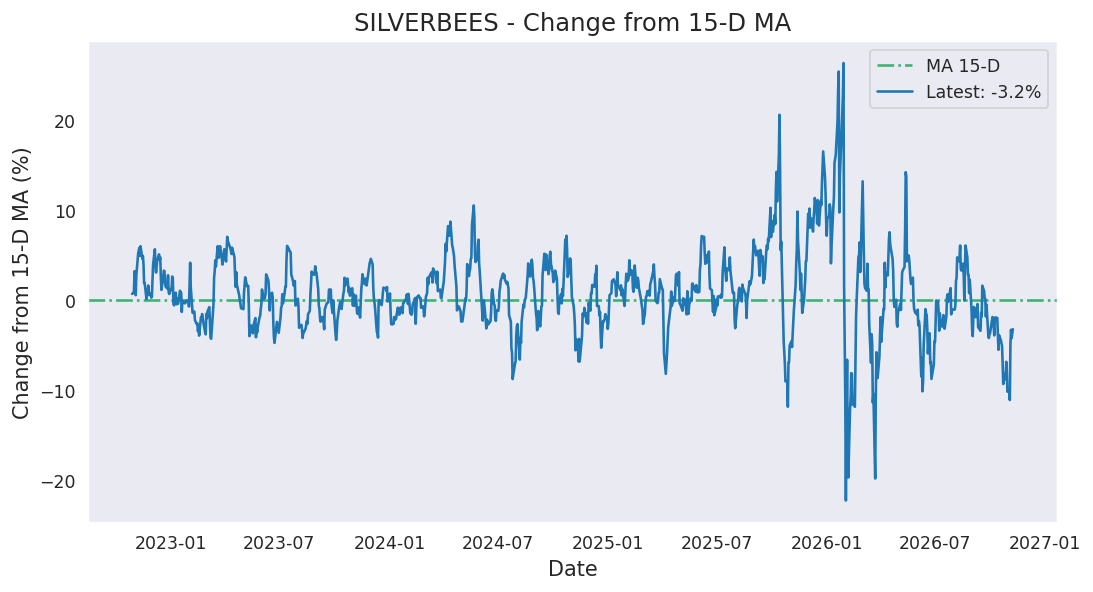 SILVERBEES - Change from 15-D MA
MA 15-D
Latest: -3.2%
Change from 15-D MA (%)
20
10
0
−10
−20
2023-01
2023-07
2024-01
2024-07
2025-01
2025-07
2026-01
2026-07
2027-01
Date